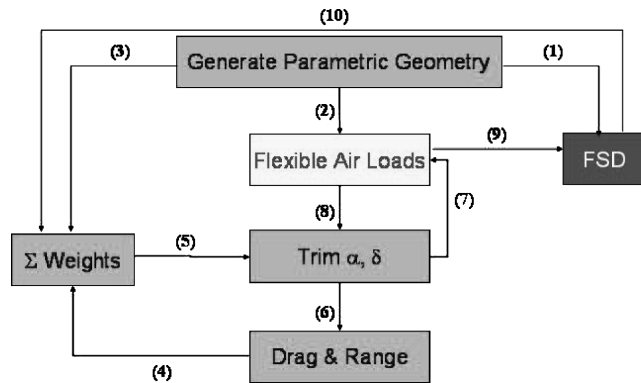 (10)
(3)
Generate Parametric Geometry
(1)
(2)
(9)
Flexible Air Loads
FSD
(7)
(8)
(5)
Σ Weights
Trim α, δ
(6)
Drag & Range
(4)